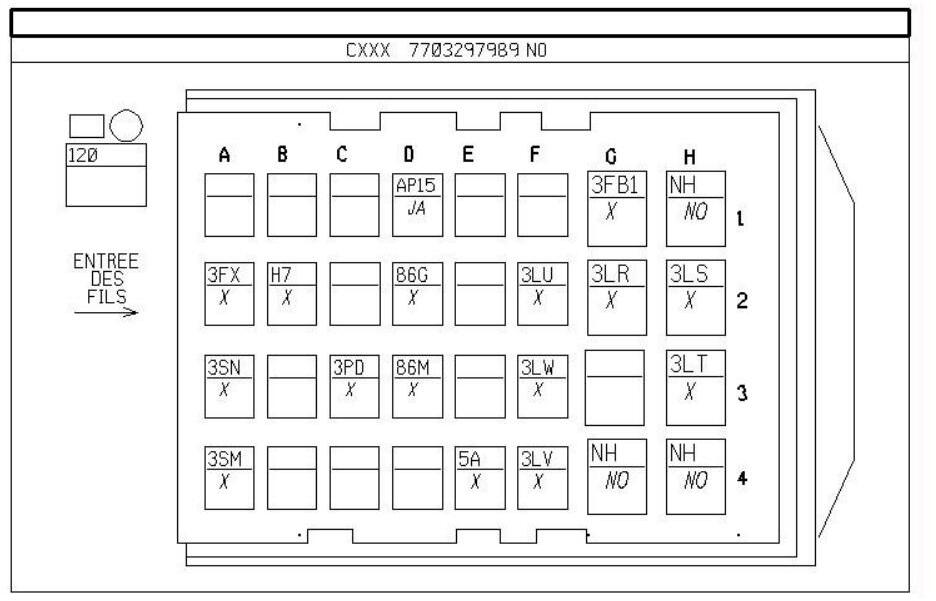 CXXX 7703297989 NO
120
A B C D E F G H
AP15 3FB1 NH
JA X NO
1
ENTREE
DES
FILS
3FX H7 86G 3LU 3LR 3LS
X X X X X X
2
3SN 3PD 86M 3LW 3LT
X X X X X
3
3SM 5A 3LV NH NH
X X X NO NO
4